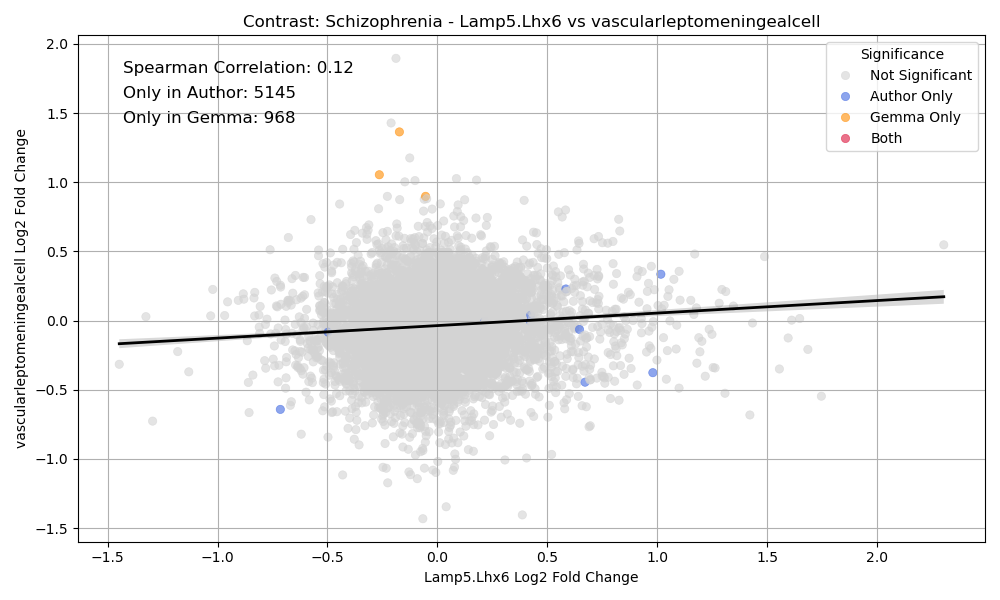 Contrast: Schizophrenia - Lamp5.Lhx6 vs vascularleptomeningealcell
Spearman Correlation: 0.12
Only in Author: 5145
Only in Gemma: 968
Significance
Not Significant
Author Only
Gemma Only
Both
vascularleptomeningealcell Log2 Fold Change
2.0
1.5
1.0
0.5
0.0
−0.5
−1.0
−1.5
−1.5
−1.0
−0.5
0.0
0.5
1.0
1.5
2.0
Lamp5.Lhx6 Log2 Fold Change